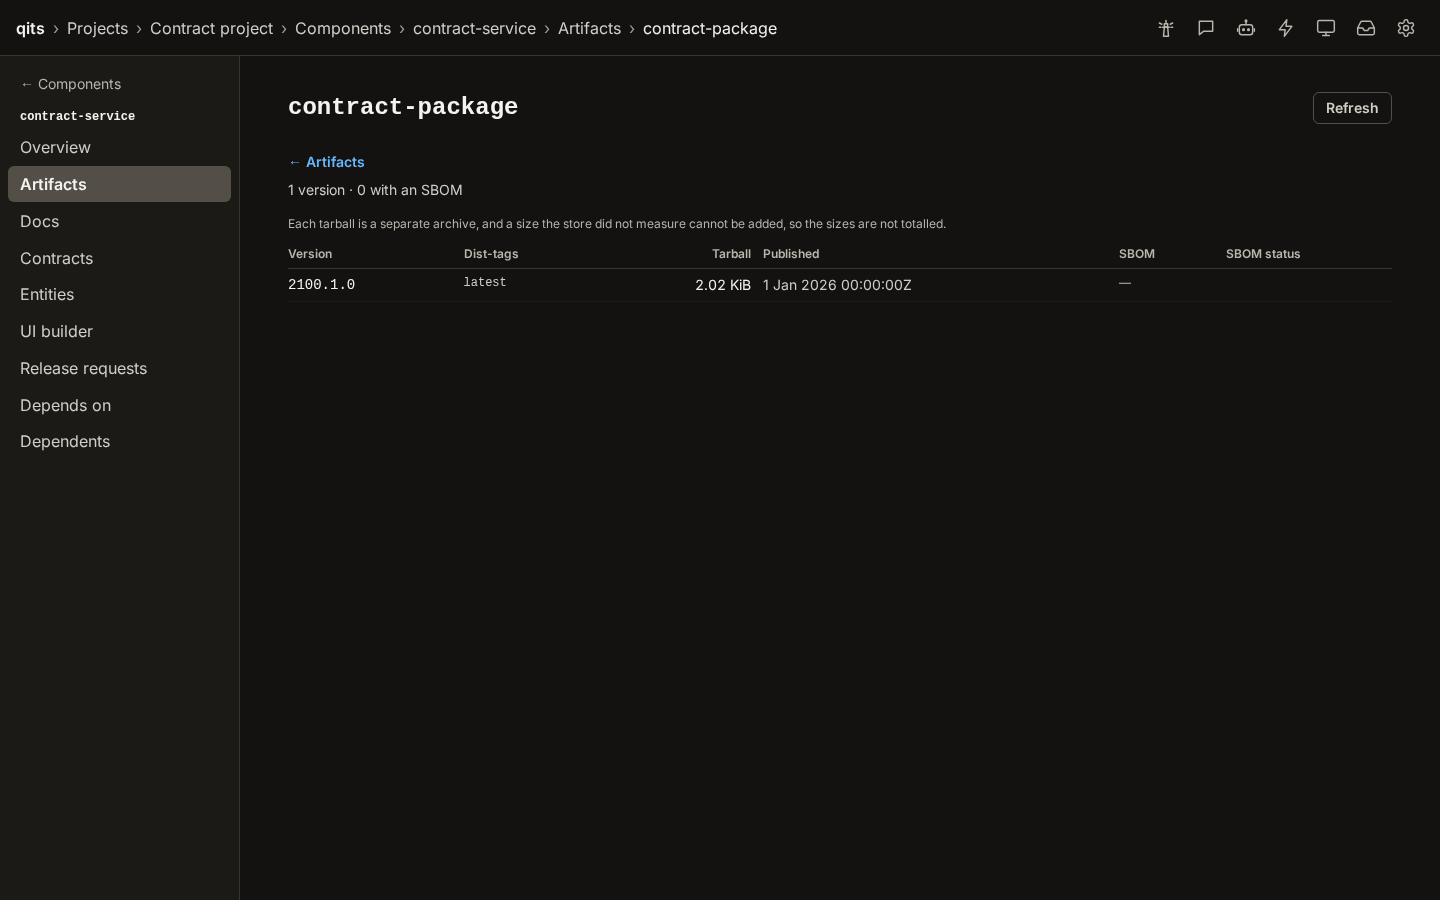 qits › Projects › Contract project › Components › contract-service › Artifacts › contract-package
← Components
contract-service
Overview
Artifacts
Docs
Contracts
Entities
UI builder
Release requests
Depends on
Dependents
contract-package
Refresh
← Artifacts
1 version · 0 with an SBOM
Each tarball is a separate archive, and a size the store did not measure cannot be added, so the sizes are not totalled.
Version Dist-tags Tarball Published SBOM SBOM status
2100.1.0 latest 2.02 KiB 1 Jan 2026 00:00:00Z —